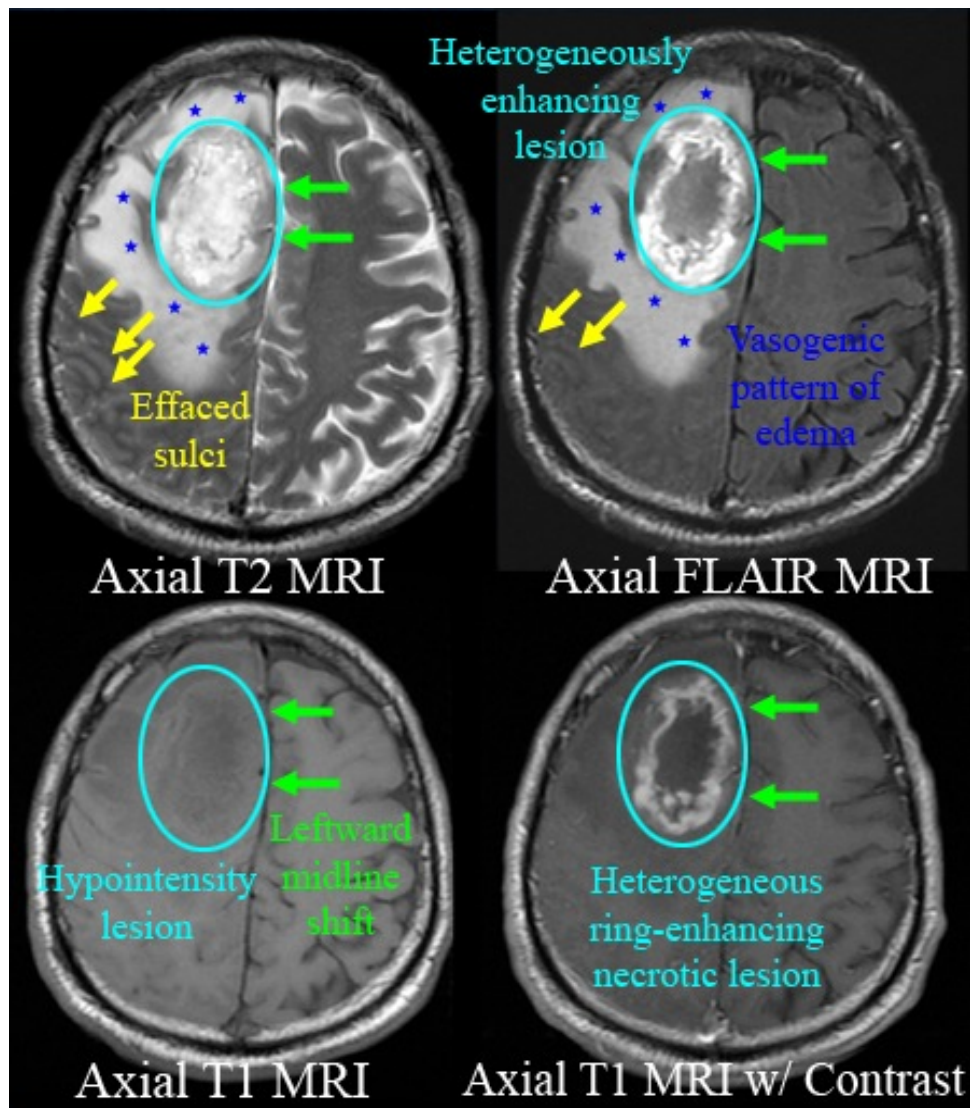 Heterogeneously
enhancing
lesion
Effaced
sulci
Vasogenic
pattern of
edema
Axial T2 MRI
Axial FLAIR MRI
Hypointensity
lesion
Leftward
midline
shift
Heterogeneous
ring-enhancing
necrotic lesion
Axial T1 MRI
Axial T1 MRI w/ Contrast